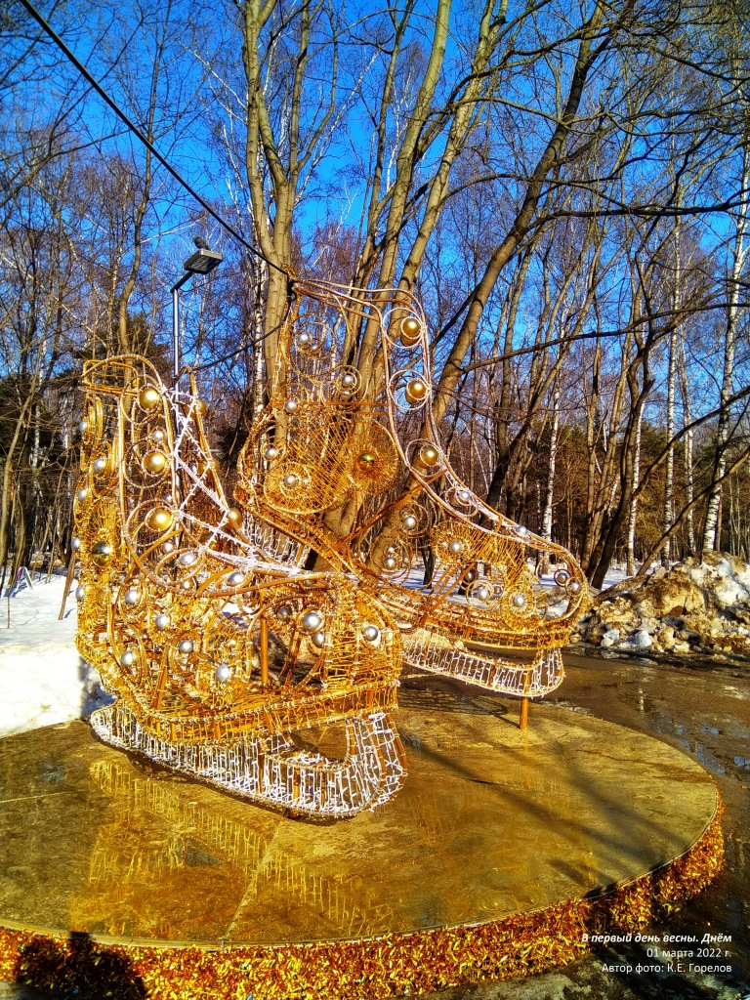 В первый день весны. Днём
01 марта 2022 г.
Автор фото: К.Е. Горелов